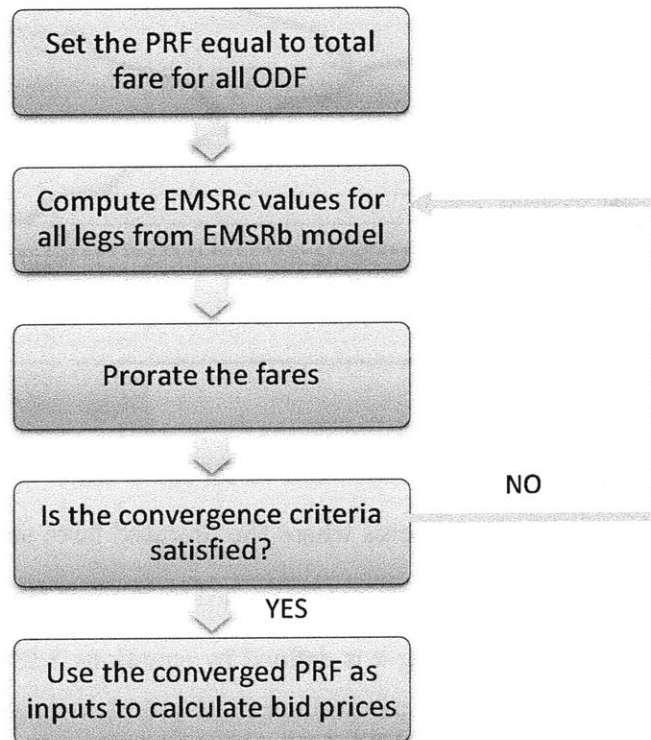 Set the PRF equal to total
fare for all ODF
Compute EMSRc values for
all legs from EMSRb model
Prorate the fares
Is the convergence criteria
satisfied?
NO
YES
Use the converged PRF as
inputs to calculate bid prices